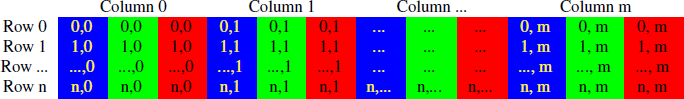 Column 0 Column 1 Column ... Column m
Row 0 0,0 0,0 0,0 0,1 0,1 0,1 ... ... ... 0, m 0, m 0, m
Row 1 1,0 1,0 1,0 1,1 1,1 1,1 ... ... ... 1, m 1, m 1, m
Row ... ...,0 ...,0 ...,0 ...,1 ...,1 ...,1 ... ... ... ..., m ..., m ..., m
Row n n,0 n,0 n,0 n,1 n,1 n,1 n,... n,... n,... n, m n, m n, m